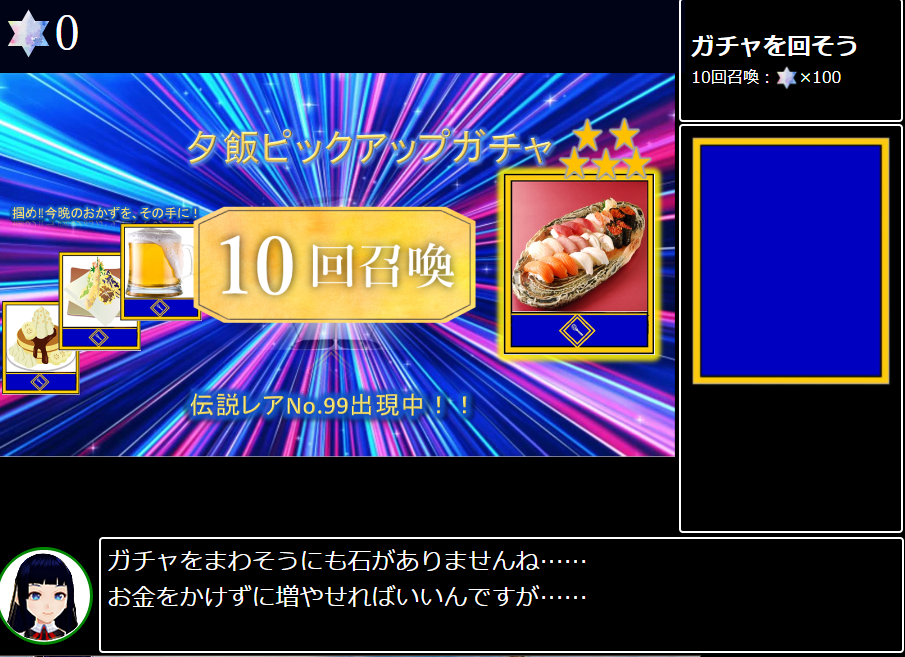 0
ガチャを回そう
10回召喚：×100
夕飯ピックアップガチャ
掴め!!今晩のおかずを、その手に！
10回召喚
伝説レアNo.99出現中！！
ガチャをまわそうにも石がありませんね……
お金をかけずに増やせればいいんですが……